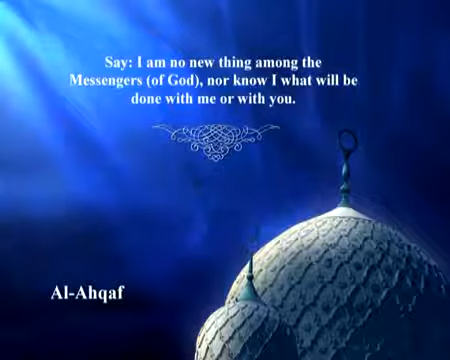 Say: I am no new thing among the
Messengers (of God), nor know I what will be
done with me or with you.
Al-Ahqaf